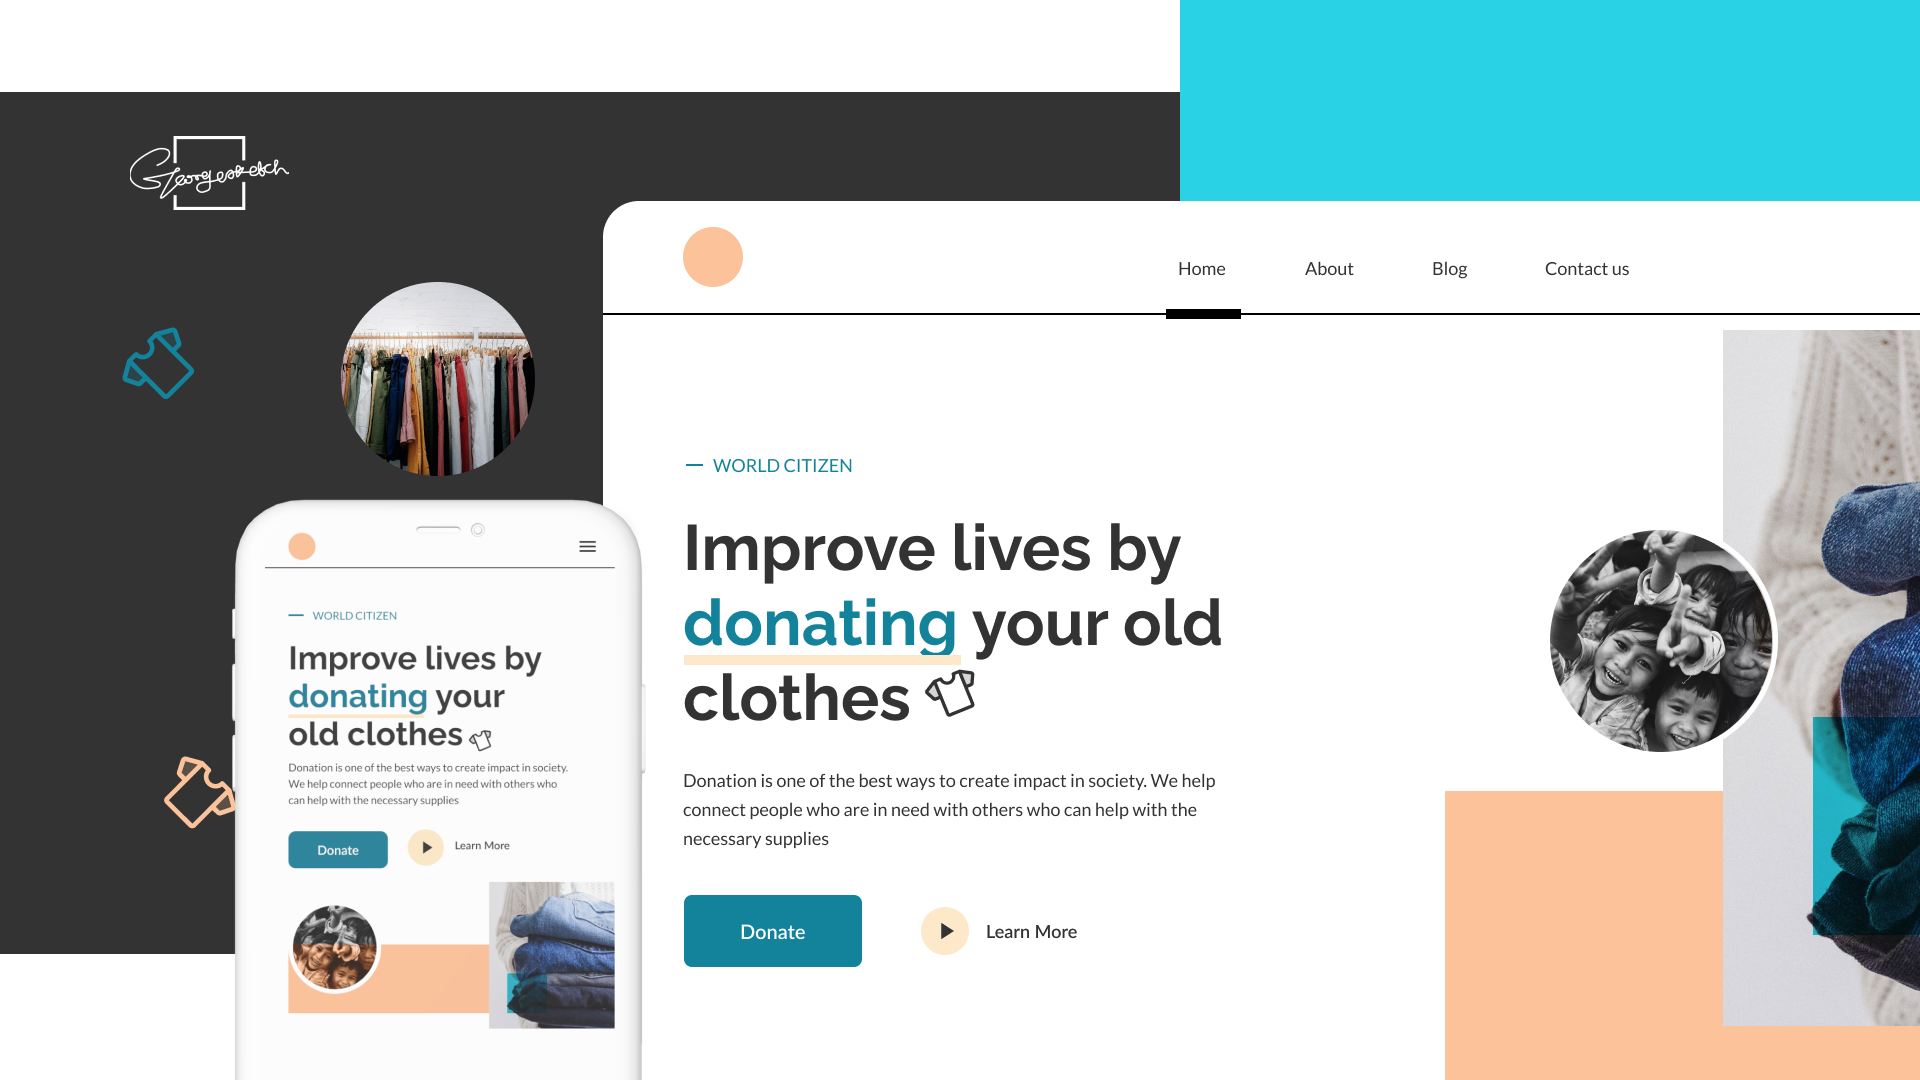 Georgesketch
Home
About
Blog
Contact us
WORLD CITIZEN
Improve lives by
donating your old
clothes
Donation is one of the best ways to create impact in society. We help
connect people who are in need with others who can help with the
necessary supplies
Donate
Learn More
WORLD CITIZEN
Improve lives by
donating your
old clothes
Donation is one of the best ways to create impact in society.
We help connect people who are in need with others who
can help with the necessary supplies
Donate
Learn More